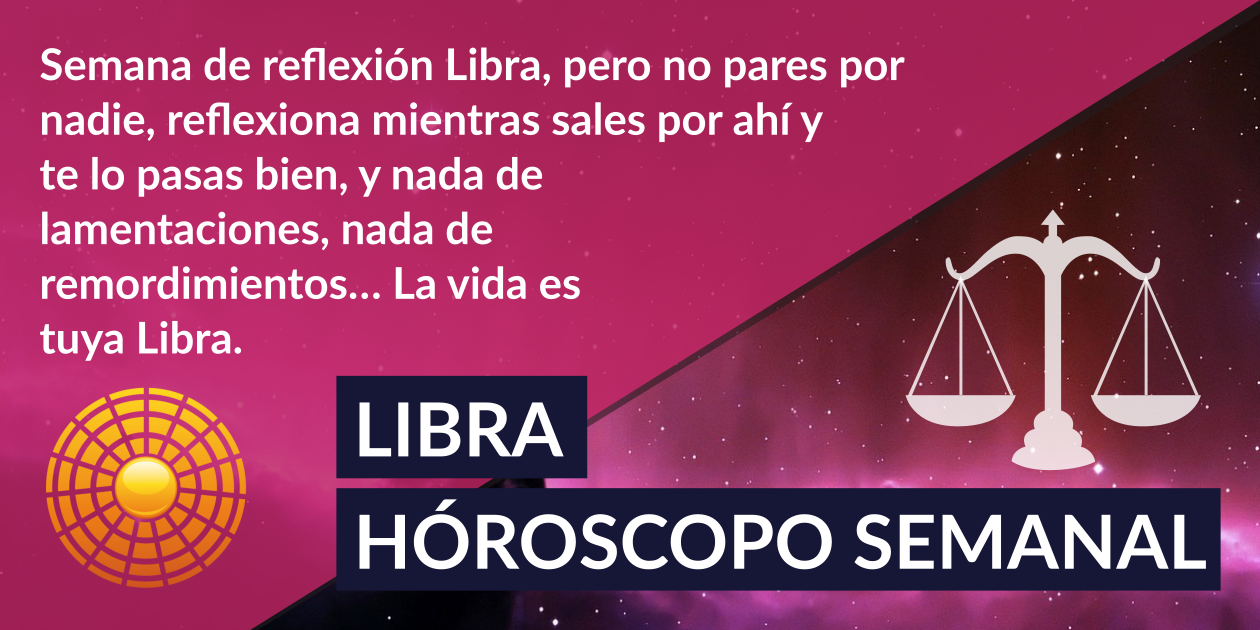 Semana de reflexión Libra, pero no pares por
nadie, reflexiona mientras sales por ahí y
te lo pasas bien, y nada de
lamentaciones, nada de
remordimientos... La vida es
tuya Libra.
LIBRA
HÓROSCOPO SEMANAL